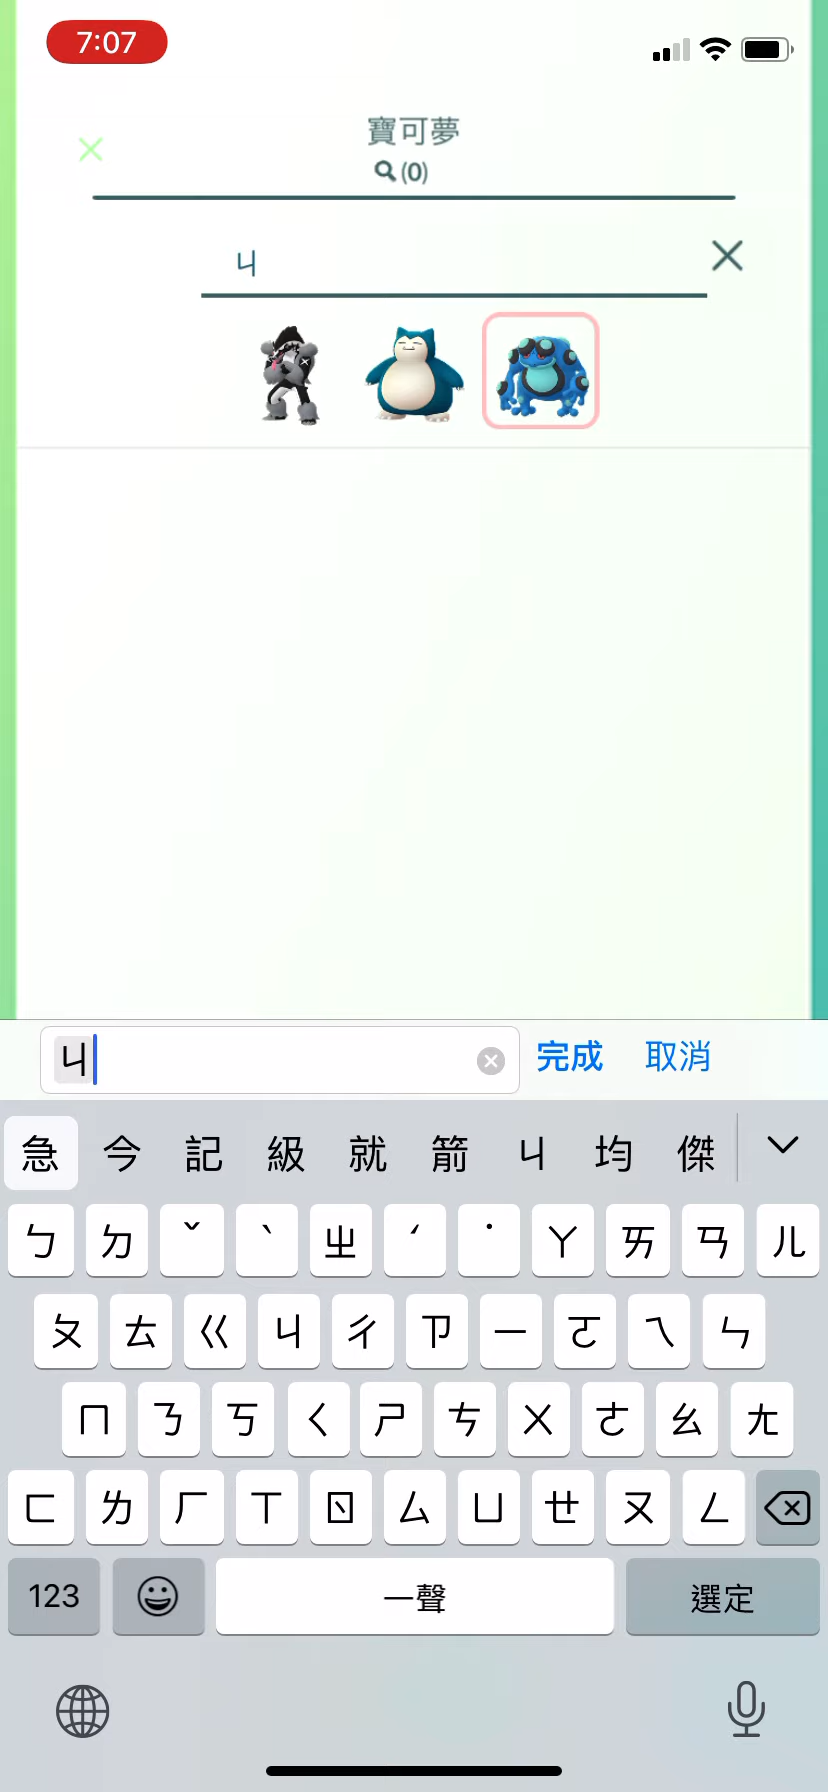 7:07
寶可夢
(0)
ㄐ
ㄐ 完成 取消
急 今 記 級 就 箭 ㄐ 均 傑
ㄅ ㄉ ˇ ˋ ㄓ ˊ ˙ ㄚ ㄞ ㄢ ㄦ
ㄆ ㄊ ㄍ ㄐ ㄔ ㄗ ㄧ ㄛ ㄟ ㄣ
ㄇ ㄋ ㄎ ㄑ ㄕ ㄘ ㄨ ㄜ ㄠ ㄤ
ㄈ ㄌ ㄏ ㄒ ㄖ ㄙ ㄩ ㄝ ㄡ ㄥ
123 一聲 選定